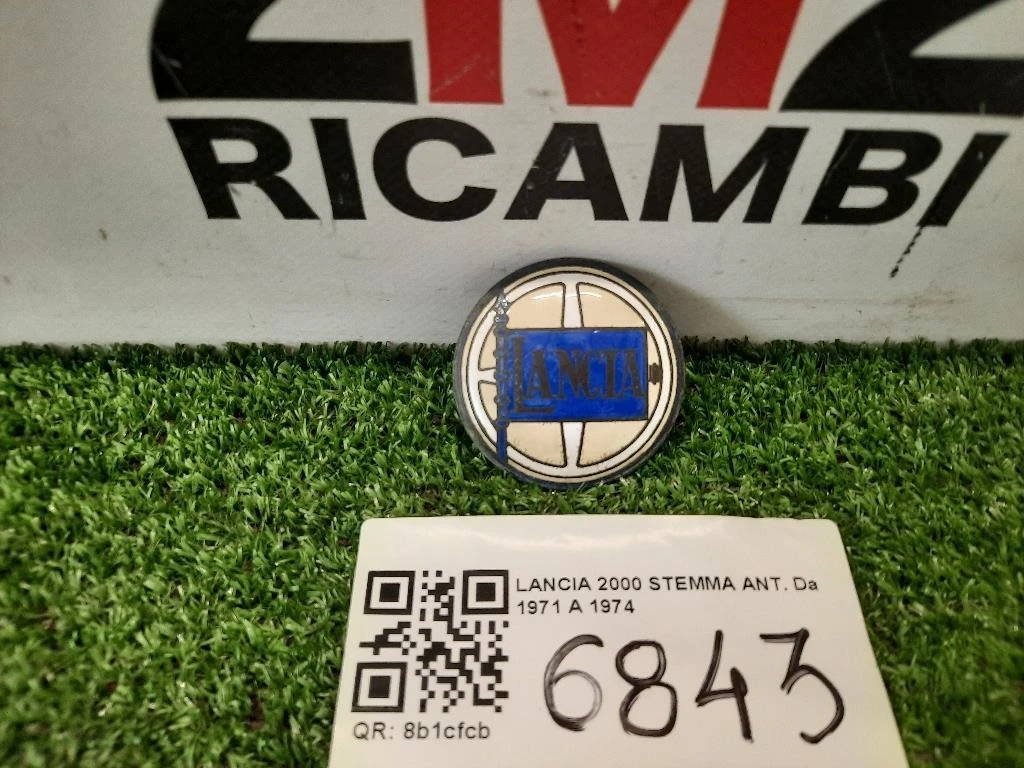 RICAMBI
LANCIA
LANCIA 2000 STEMMA ANT. Da
1971 A 1974
6843
QR: 8b1cfcb